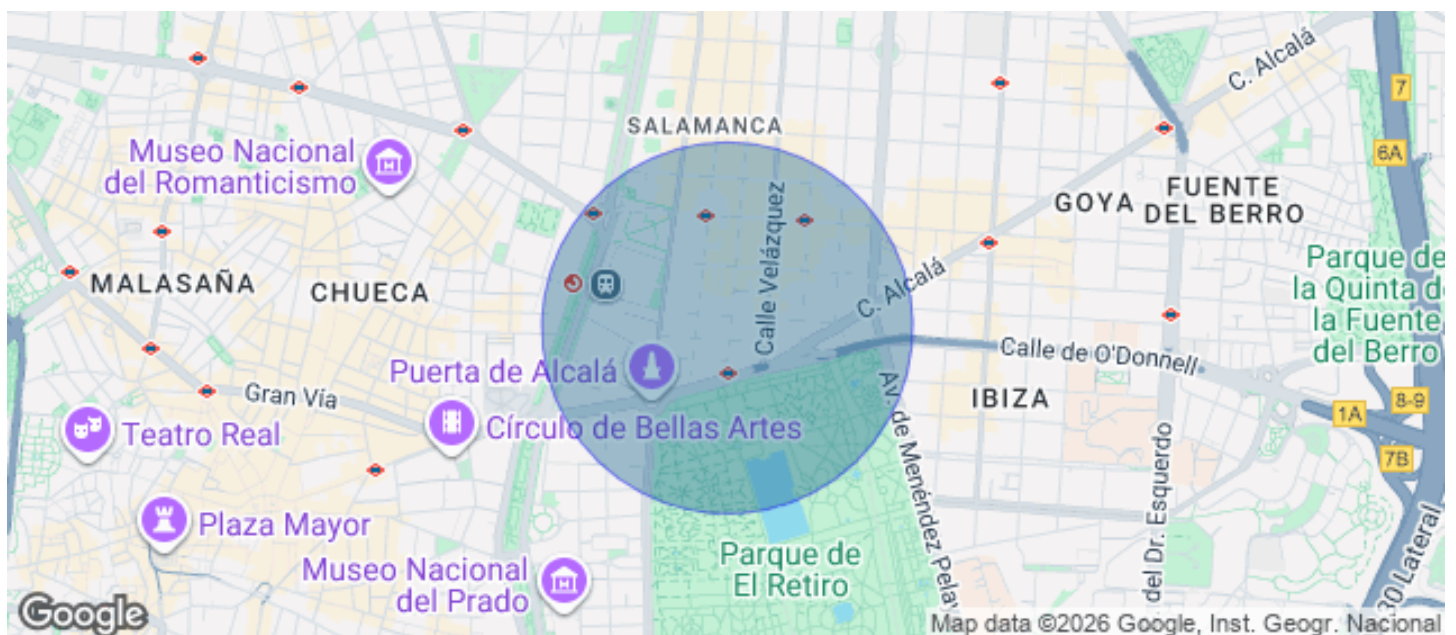 7
C. Alcalá
SALAMANCA
6A
Museo Nacional
del Romanticismo
FUENTE
DEL BERRO
GOYA
Calle Velázquez
Parque de
la Quinta de
la Fuente
del Berro
MALASAÑA
CHUECA
C. Alcalá
Calle de O'Donnell
Puerta de Alcalá
Gran Vía
IBIZA
Av. de Menéndez Pelay
8-9
1A
Teatro Real
Círculo de Bellas Artes
7B
Plaza Mayor
del Dr. Esquerdo
30 Lateral
Parque de
El Retiro
Museo Nacional
del Prado
Google
Map data ©2026 Google, Inst. Geogr. Nacional